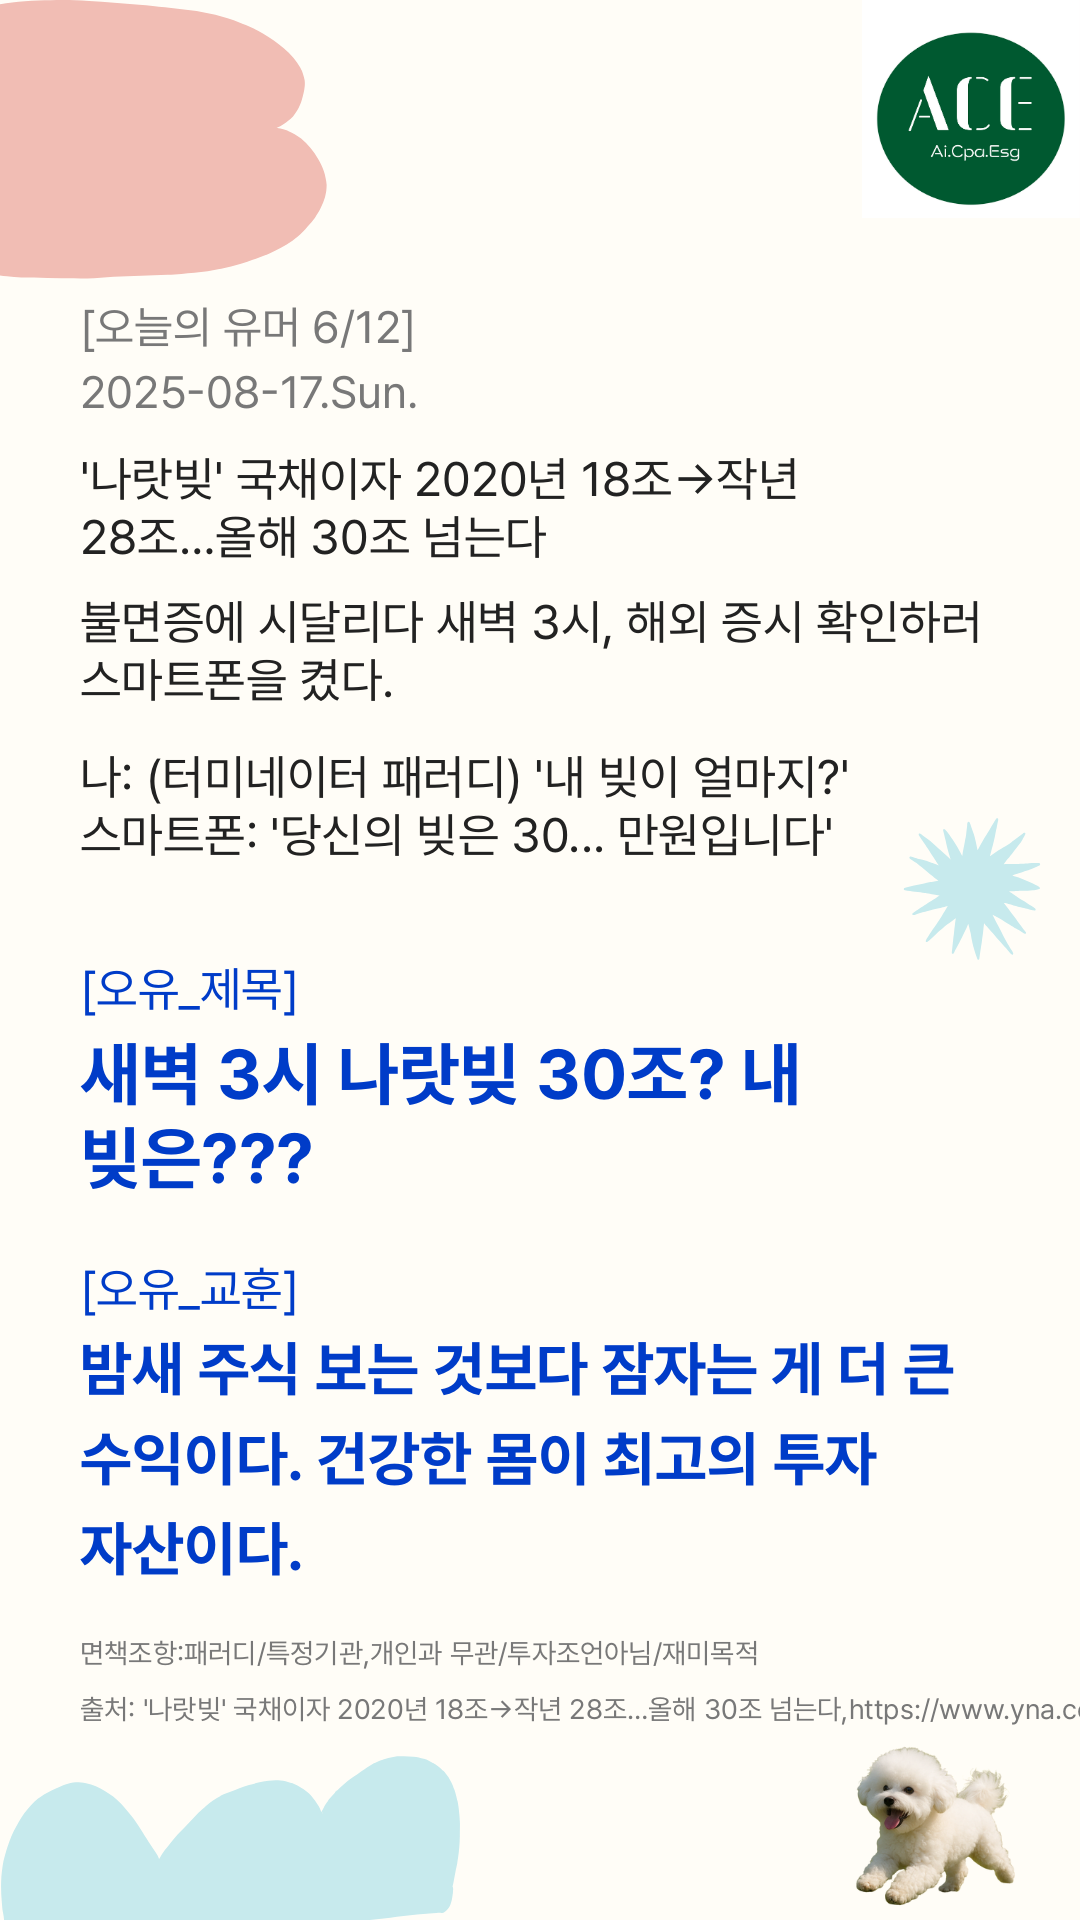 ACE
Ai.Cpa.Esg
[오늘의 유머 6/12]
2025-08-17.Sun.
'나랏빚' 국채이자 2020년 18조→작년
28조…올해 30조 넘는다
불면증에 시달리다 새벽 3시, 해외 증시 확인하러
스마트폰을 켰다.
나: (터미네이터 패러디) '내 빚이 얼마지?'
스마트폰: '당신의 빚은 30... 만원입니다'
[오유_제목]
새벽 3시 나랏빚 30조? 내
빚은???
[오유_교훈]
밤새 주식 보는 것보다 잠자는 게 더 큰
수익이다. 건강한 몸이 최고의 투자
자산이다.
면책조항:패러디/특정기관,개인과 무관/투자조언아님/재미목적
출처: '나랏빚' 국채이자 2020년 18조→작년 28조…올해 30조 넘는다,https://www.yna.c